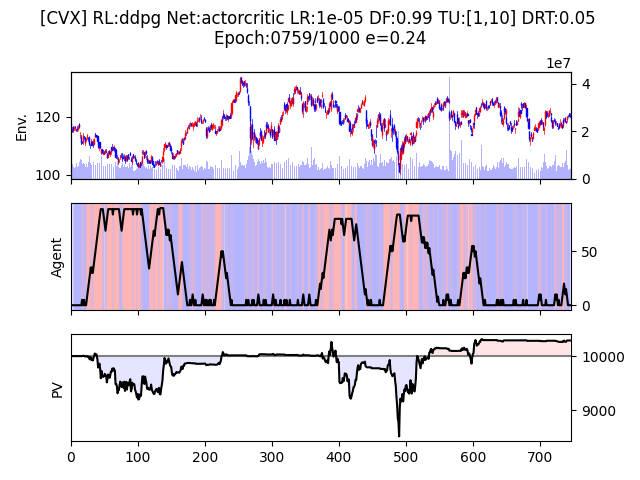 [CVX] RL:ddpg Net:actorcritic LR:1e-05 DF:0.99 TU:[1,10] DRT:0.05
Epoch:0759/1000 e=0.24
1e7
Env.
120
100
4
2
0
Agent
50
0
PV
10000
9000
0 100 200 300 400 500 600 700